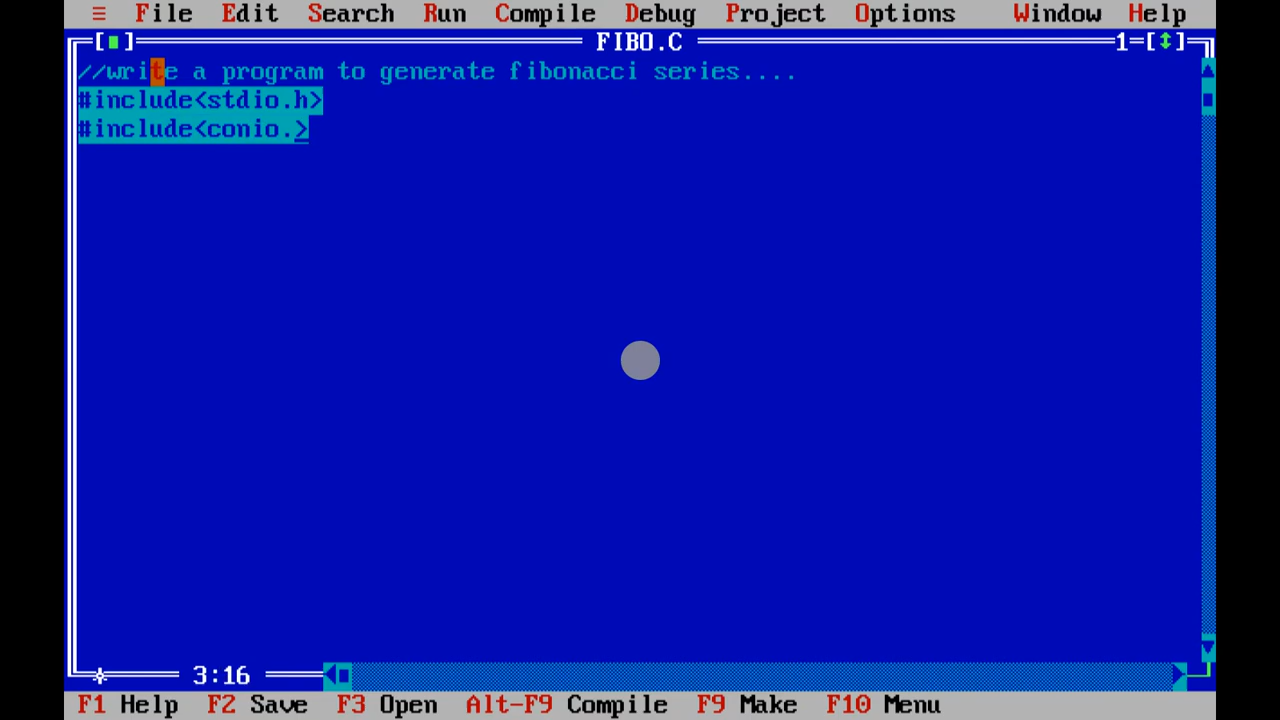 ≡ File Edit Search Run Compile Debug Project Options Window Help
[■] FIBO.C 1=[↕]
//write a program to generate fibonacci series....
#include<stdio.h>
#include<conio.>
3:16
F1 Help F2 Save F3 Open Alt-F9 Compile F9 Make F10 Menu